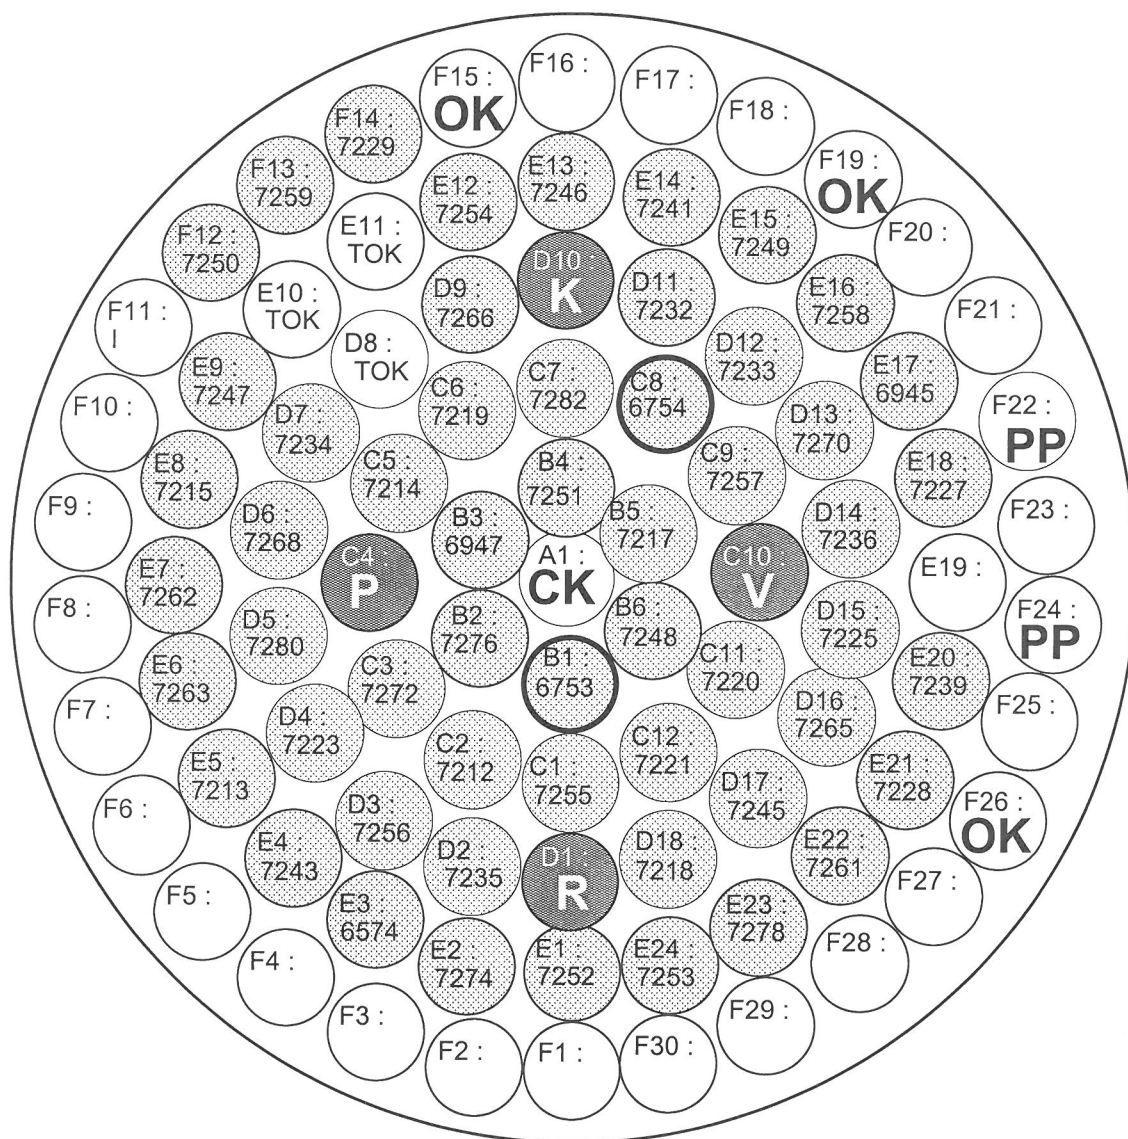 F16 :
F15 :
OK
F17 :
F14 :
7229
F18 :
F13 :
7259
E12 :
7254
E13 :
7246
E14 :
7241
F19 :
OK
F12 :
7250
E11 :
TOK
E15 :
7249
F20 :
F11 :
I
E10 :
TOK
D9 :
7266
D10 :
K
D11 :
7232
E16 :
7258
F21 :
E9 :
7247
D8 :
TOK
D12 :
7233
E17 :
6945
F10 :
D7 :
7234
C6 :
7219
C7 :
7282
C8 :
6754
D13 :
7270
F22 :
PP
E8 :
7215
C5 :
7214
B4 :
7251
C9 :
7257
E18 :
7227
F9 :
D6 :
7268
B3 :
6947
B5 :
7217
D14 :
7236
F23 :
E7 :
7262
C4 :
P
A1 :
CK
C10 :
V
E19 :
F8 :
D5 :
7280
B2 :
7276
B6 :
7248
D15 :
7225
F24 :
PP
E6 :
7263
C3 :
7272
B1 :
6753
C11 :
7220
E20 :
7239
F7 :
D4 :
7223
D16 :
7265
F25 :
E5 :
7213
C2 :
7212
C1 :
7255
C12 :
7221
E21 :
7228
F6 :
D3 :
7256
D17 :
7245
F26 :
OK
E4 :
7243
D2 :
7235
D1 :
R
D18 :
7218
E22 :
7261
F5 :
E3 :
6574
E23 :
7278
F27 :
F4 :
E2 :
7274
E1 :
7252
E24 :
7253
F28 :
F3 :
F2 :
F1 :
F30 :
F29 :